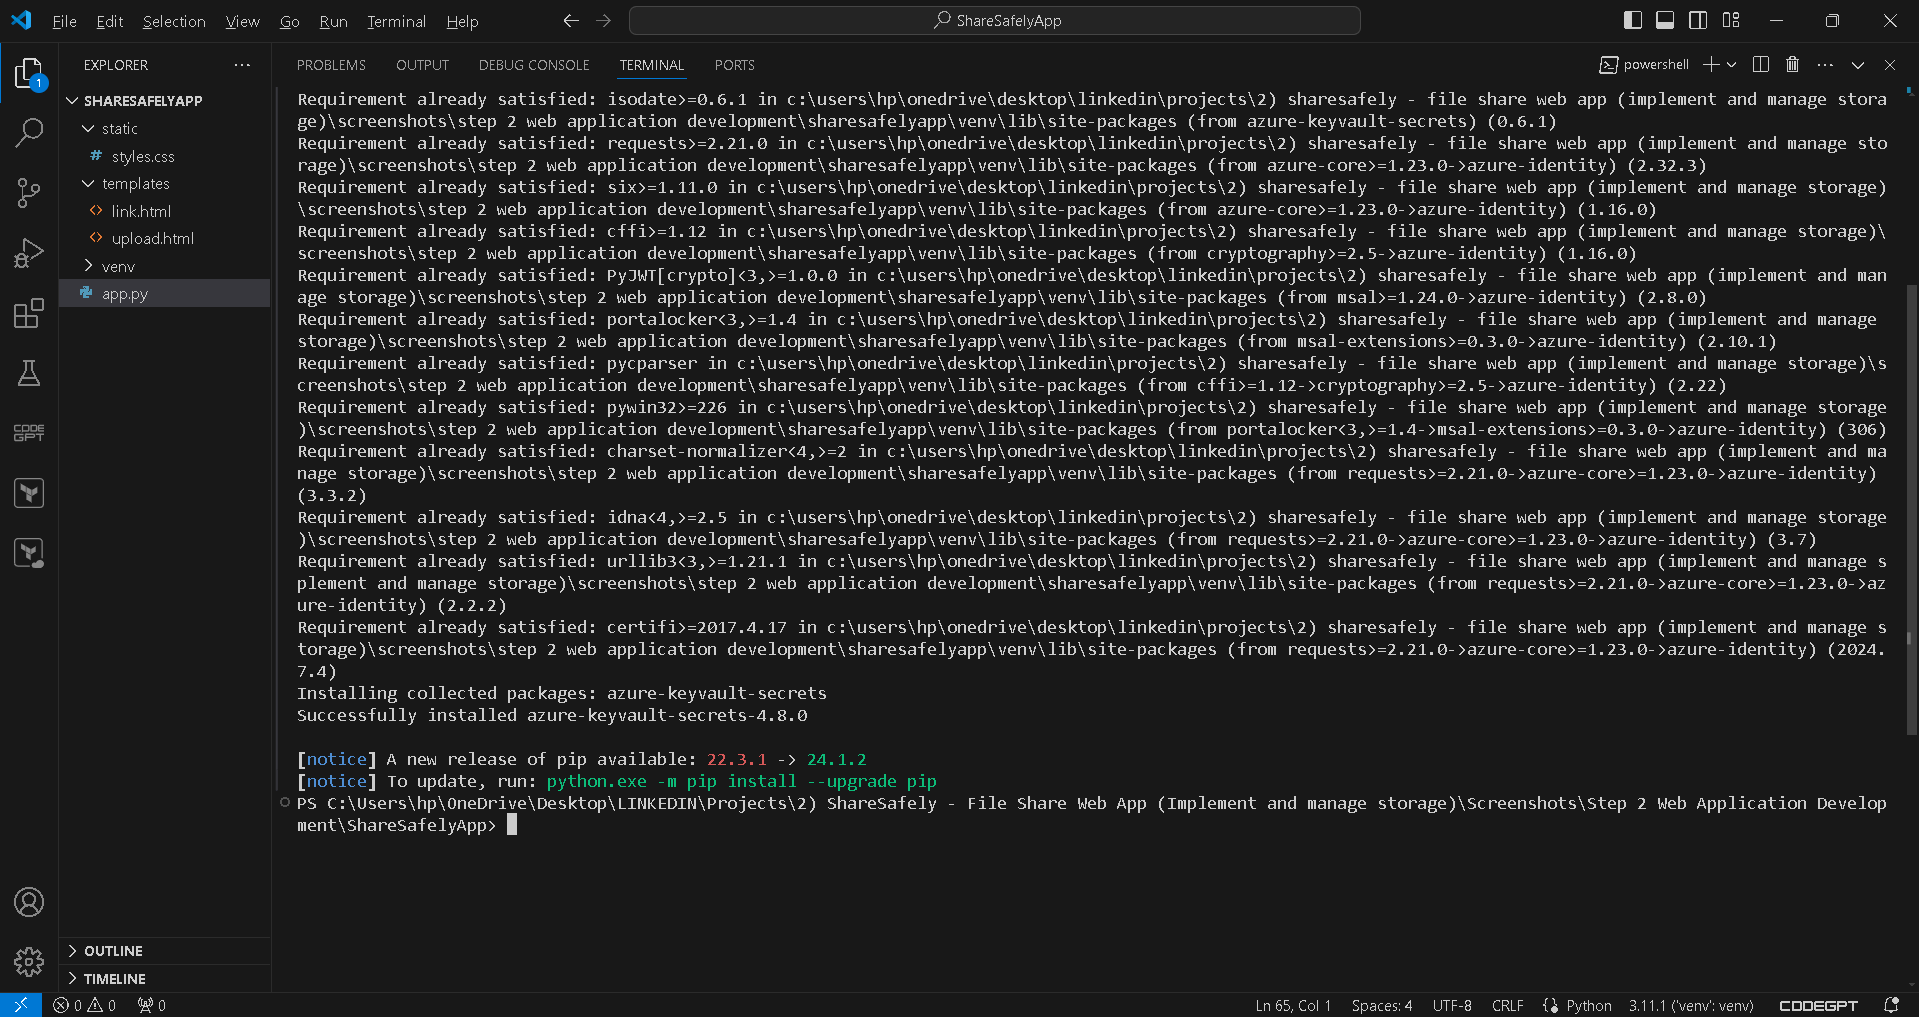 File Edit Selection View Go Run Terminal Help
ShareSafelyApp
EXPLORER
PROBLEMS OUTPUT DEBUG CONSOLE TERMINAL PORTS
powershell
1
SHARESAFELYAPP
static
# styles.css
templates
<> link.html
<> upload.html
venv
app.py
CODE
GPT
OUTLINE
TIMELINE
Requirement already satisfied: isodate>=0.6.1 in c:\users\hp\onedrive\desktop\linkedin\projects\2) sharesafely - file share web app (implement and manage stora
ge)\screenshots\step 2 web application development\sharesafelyapp\venv\lib\site-packages (from azure-keyvault-secrets) (0.6.1)
Requirement already satisfied: requests>=2.21.0 in c:\users\hp\onedrive\desktop\linkedin\projects\2) sharesafely - file share web app (implement and manage sto
rage)\screenshots\step 2 web application development\sharesafelyapp\venv\lib\site-packages (from azure-core>=1.23.0->azure-identity) (2.32.3)
Requirement already satisfied: six>=1.11.0 in c:\users\hp\onedrive\desktop\linkedin\projects\2) sharesafely - file share web app (implement and manage storage)
\screenshots\step 2 web application development\sharesafelyapp\venv\lib\site-packages (from azure-core>=1.23.0->azure-identity) (1.16.0)
Requirement already satisfied: cffi>=1.12 in c:\users\hp\onedrive\desktop\linkedin\projects\2) sharesafely - file share web app (implement and manage storage)\
screenshots\step 2 web application development\sharesafelyapp\venv\lib\site-packages (from cryptography>=2.5->azure-identity) (1.16.0)
Requirement already satisfied: PyJWT[crypto]<3,>=1.0.0 in c:\users\hp\onedrive\desktop\linkedin\projects\2) sharesafely - file share web app (implement and man
age storage)\screenshots\step 2 web application development\sharesafelyapp\venv\lib\site-packages (from msal>=1.24.0->azure-identity) (2.8.0)
Requirement already satisfied: portalocker<3,>=1.4 in c:\users\hp\onedrive\desktop\linkedin\projects\2) sharesafely - file share web app (implement and manage
storage)\screenshots\step 2 web application development\sharesafelyapp\venv\lib\site-packages (from msal-extensions>=0.3.0->azure-identity) (2.10.1)
Requirement already satisfied: pycparser in c:\users\hp\onedrive\desktop\linkedin\projects\2) sharesafely - file share web app (implement and manage storage)\s
creenshots\step 2 web application development\sharesafelyapp\venv\lib\site-packages (from cffi>=1.12->cryptography>=2.5->azure-identity) (2.22)
Requirement already satisfied: pywin32>=226 in c:\users\hp\onedrive\desktop\linkedin\projects\2) sharesafely - file share web app (implement and manage storage
)\screenshots\step 2 web application development\sharesafelyapp\venv\lib\site-packages (from portalocker<3,>=1.4->msal-extensions>=0.3.0->azure-identity) (306)
Requirement already satisfied: charset-normalizer<4,>=2 in c:\users\hp\onedrive\desktop\linkedin\projects\2) sharesafely - file share web app (implement and ma
nage storage)\screenshots\step 2 web application development\sharesafelyapp\venv\lib\site-packages (from requests>=2.21.0->azure-core>=1.23.0->azure-identity)
(3.3.2)
Requirement already satisfied: idna<4,>=2.5 in c:\users\hp\onedrive\desktop\linkedin\projects\2) sharesafely - file share web app (implement and manage storage
)\screenshots\step 2 web application development\sharesafelyapp\venv\lib\site-packages (from requests>=2.21.0->azure-core>=1.23.0->azure-identity) (3.7)
Requirement already satisfied: urllib3<3,>=1.21.1 in c:\users\hp\onedrive\desktop\linkedin\projects\2) sharesafely - file share web app (implement and manage s
plement and manage storage)\screenshots\step 2 web application development\sharesafelyapp\venv\lib\site-packages (from requests>=2.21.0->azure-core>=1.23.0->az
ure-identity) (2.2.2)
Requirement already satisfied: certifi>=2017.4.17 in c:\users\hp\onedrive\desktop\linkedin\projects\2) sharesafely - file share web app (implement and manage s
torage)\screenshots\step 2 web application development\sharesafelyapp\venv\lib\site-packages (from requests>=2.21.0->azure-core>=1.23.0->azure-identity) (2024.
7.4)
Installing collected packages: azure-keyvault-secrets
Successfully installed azure-keyvault-secrets-4.8.0
[notice] A new release of pip available: 22.3.1 -> 24.1.2
[notice] To update, run: python.exe -m pip install --upgrade pip
PS C:\Users\hp\OneDrive\Desktop\LINKEDIN\Projects\2) ShareSafely - File Share Web App (Implement and manage storage)\Screenshots\Step 2 Web Application Develop
ment\ShareSafelyApp>
0 0 0 Ln 65, Col 1 Spaces: 4 UTF-8 CRLF Python 3.11.1 ('venv': venv) CODEGPT